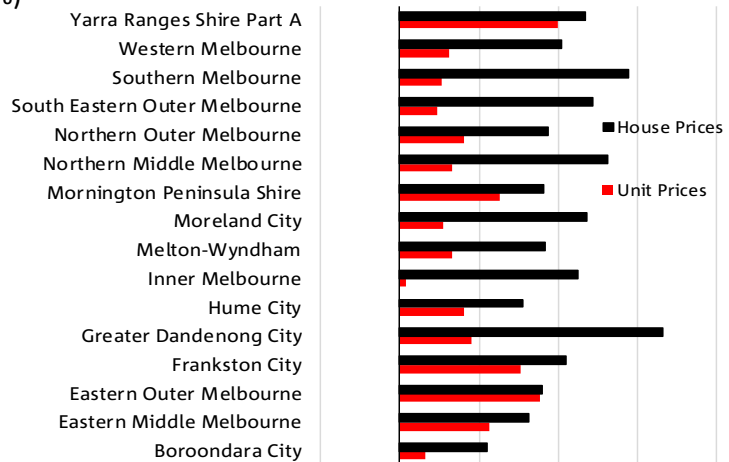 Yarra Ranges Shire Part A
Western Melbourne
Southern Melbourne
South Eastern Outer Melbourne
House Prices
Northern Outer Melbourne
Northern Middle Melbourne
Mornington Peninsula Shire
Unit Prices
Moreland City
Melton-Wyndham
Inner Melbourne
Hume City
Greater Dandenong City
Frankston City
Eastern Outer Melbourne
Eastern Middle Melbourne
Boroondara City